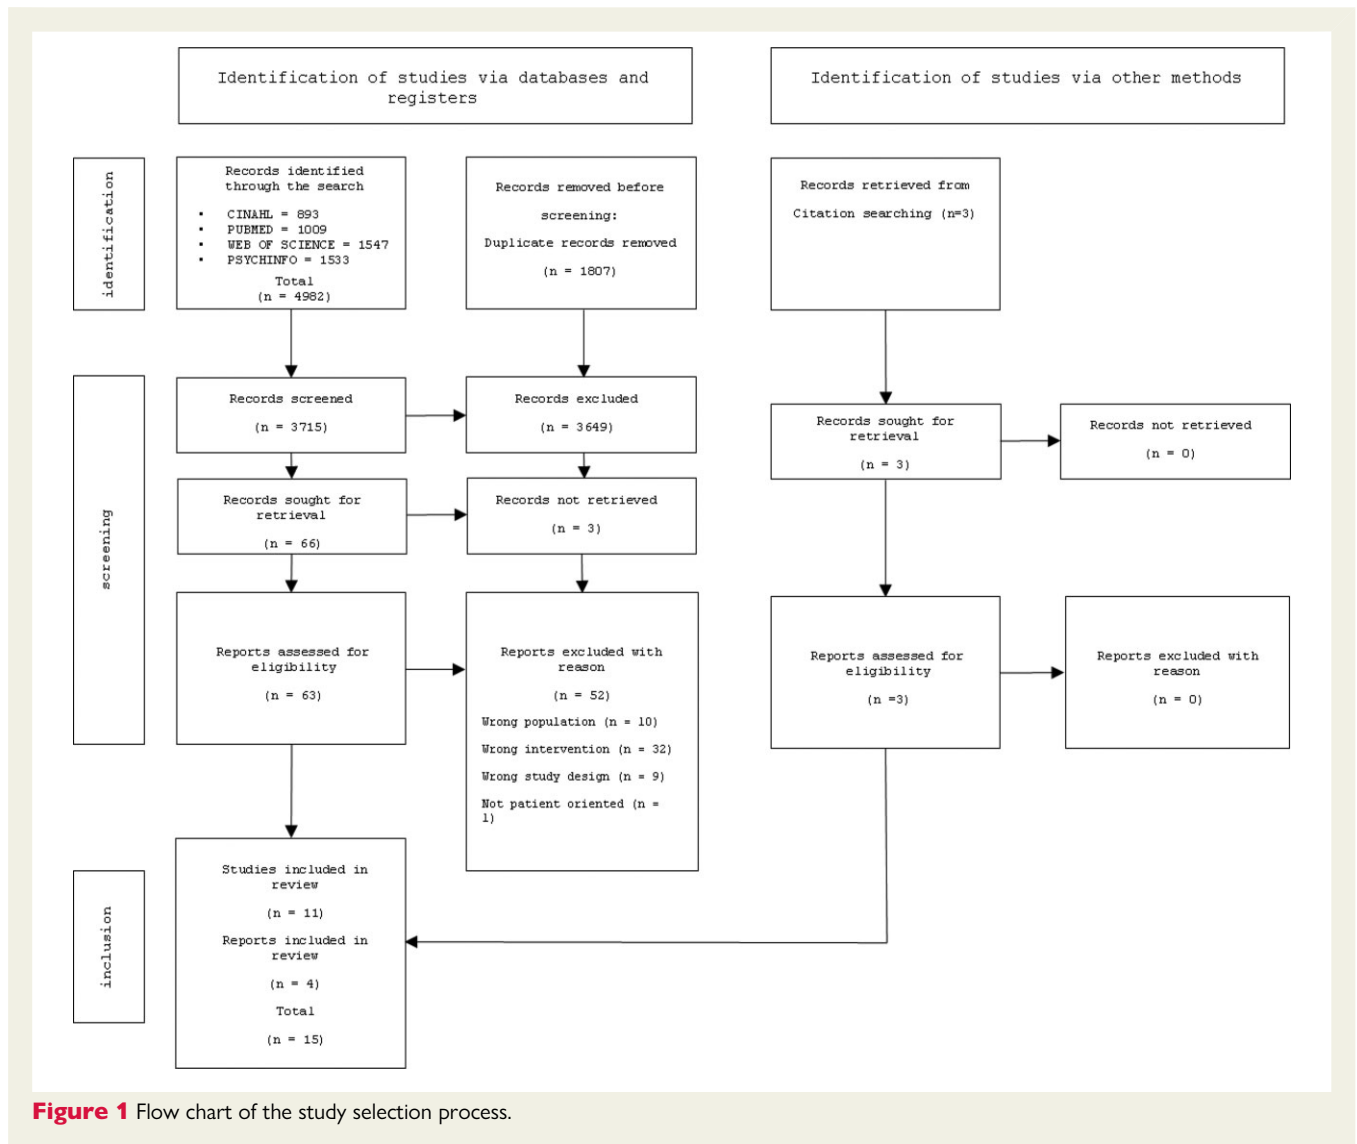 Identification of studies via databases and
registers
Identification of studies via other methods
identification
Records identified
through the search
• CINAHL = 893
• PUBMED = 1009
• WEB OF SCIENCE = 1547
• PSYCHINFO = 1533
Total
(n = 4982)
Records removed before
screening:
Duplicate records removed
(n = 1807)
Records retrieved from
Citation searching (n=3)
screening
Records screened
(n = 3715)
Records excluded
(n = 3649)
Records sought for
retrieval
(n = 3)
Records not retrieved
(n = 0)
Records sought for
retrieval
(n = 66)
Records not retrieved
(n = 3)
Reports assessed for
eligibility
(n = 63)
Reports excluded with
reason
(n = 52)
Wrong population (n = 10)
Wrong intervention (n = 32)
Wrong study design (n = 9)
Not patient oriented (n =
1)
Reports assessed for
eligibility
(n =3)
Reports excluded with
reason
(n = 0)
inclusion
Studies included in
review
(n = 11)
Reports included in
review
(n = 4)
Total
(n = 15)
Figure 1 Flow chart of the study selection process.